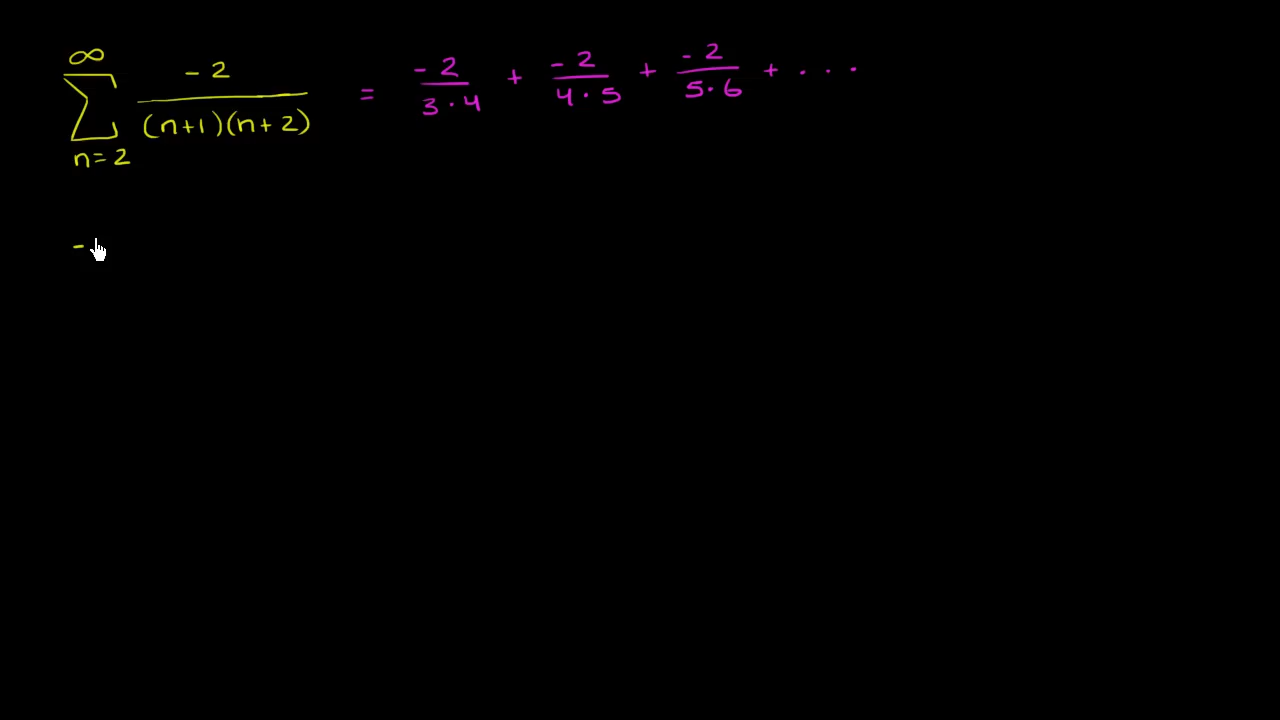 ∞
∑ -2 / (n+1)(n+2) = -2 / 3·4 + -2 / 4·5 + -2 / 5·6 + ...
n=2
-